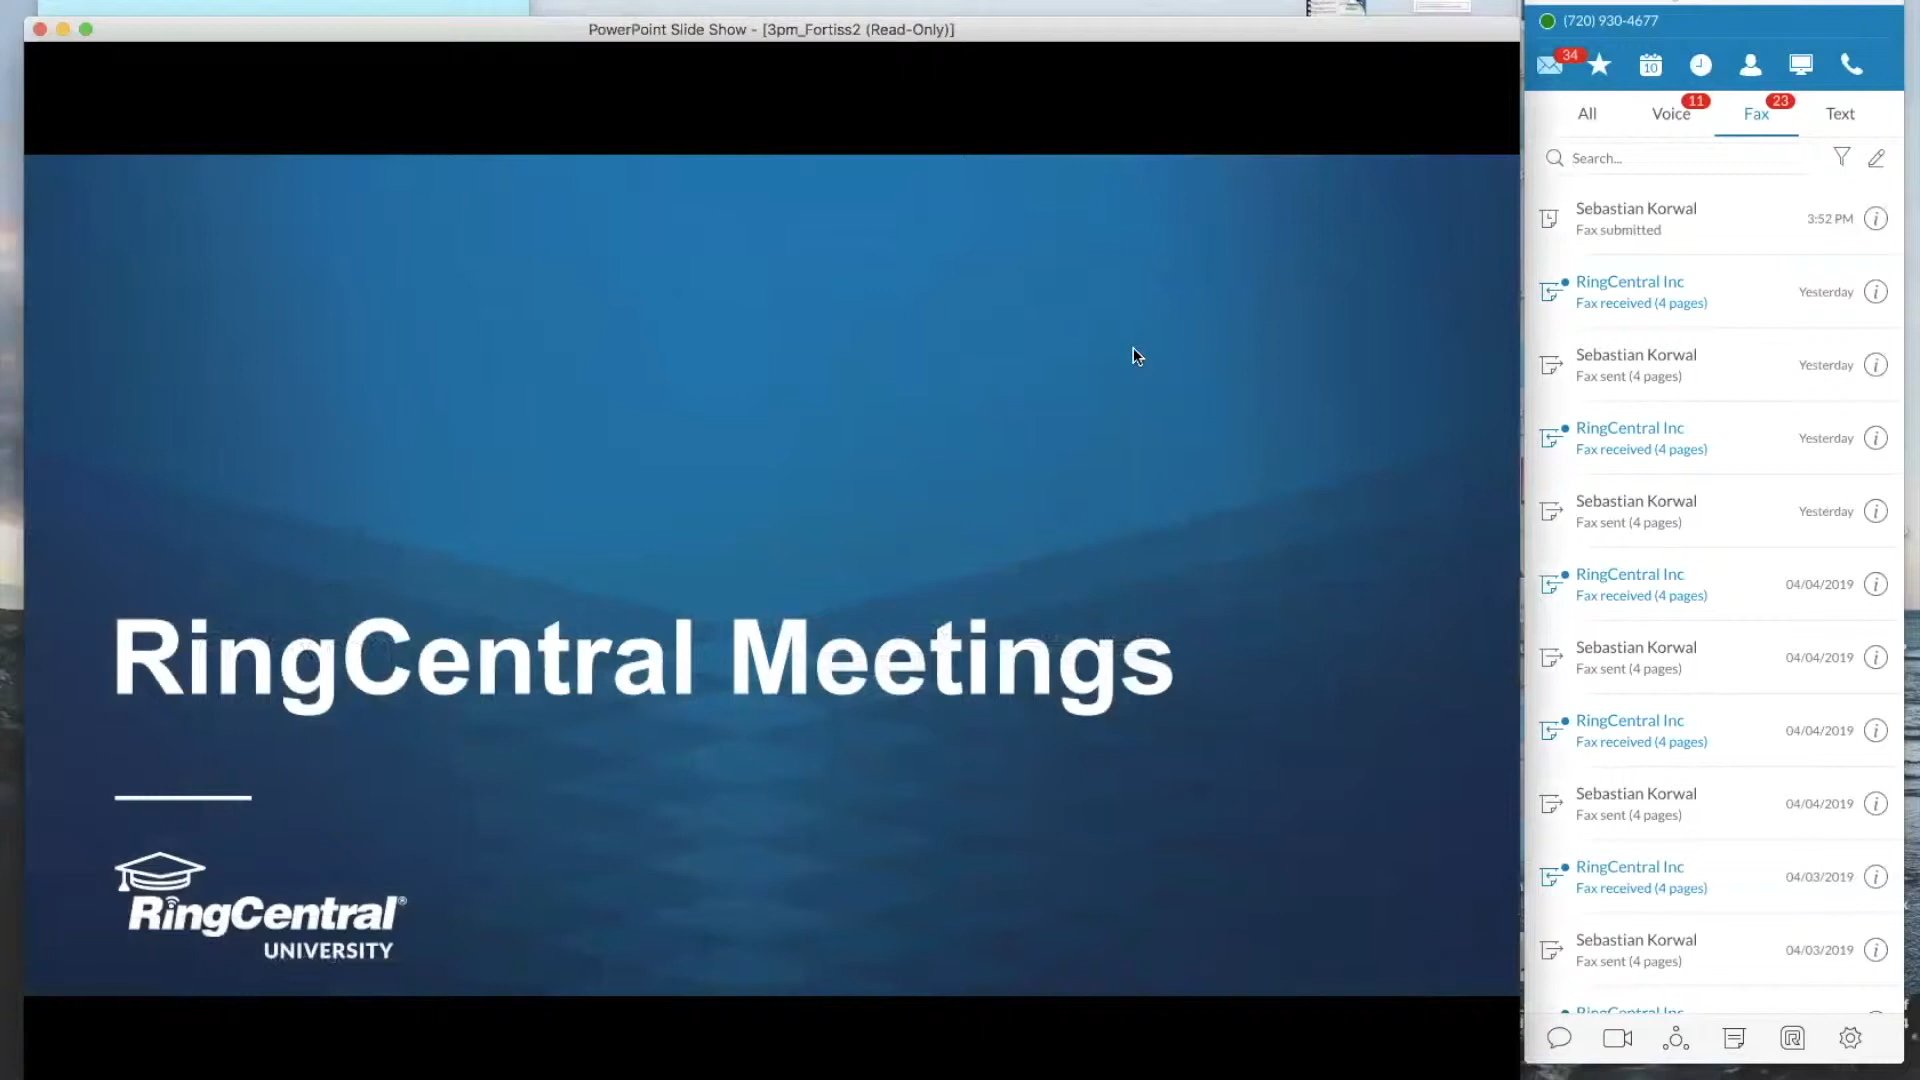 PowerPoint Slide Show - [3pm_Fortiss2 (Read-Only)]
RingCentral Meetings
RingCentral®
UNIVERSITY
(720) 930-4677
34
10
All
Voice
11
Fax
23
Text
Search...
Sebastian Korwal
Fax submitted
3:52 PM
RingCentral Inc
Fax received (4 pages)
Yesterday
Sebastian Korwal
Fax sent (4 pages)
Yesterday
RingCentral Inc
Fax received (4 pages)
Yesterday
Sebastian Korwal
Fax sent (4 pages)
Yesterday
RingCentral Inc
Fax received (4 pages)
04/04/2019
Sebastian Korwal
Fax sent (4 pages)
04/04/2019
RingCentral Inc
Fax received (4 pages)
04/04/2019
Sebastian Korwal
Fax sent (4 pages)
04/04/2019
RingCentral Inc
Fax received (4 pages)
04/03/2019
Sebastian Korwal
Fax sent (4 pages)
04/03/2019
RingCentral Inc